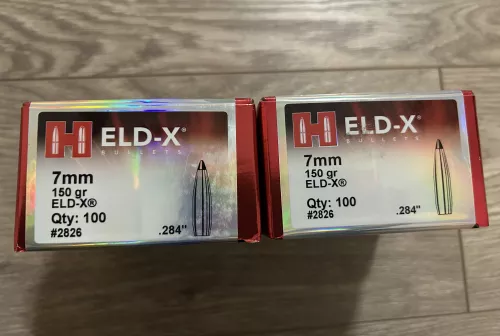 H ELD-X®
BULLETS
7mm
150 gr
ELD-X®
Qty: 100
#2826
.284"
H ELD-X®
BULLETS
7mm
150 gr
ELD-X®
Qty: 100
#2826
.284"